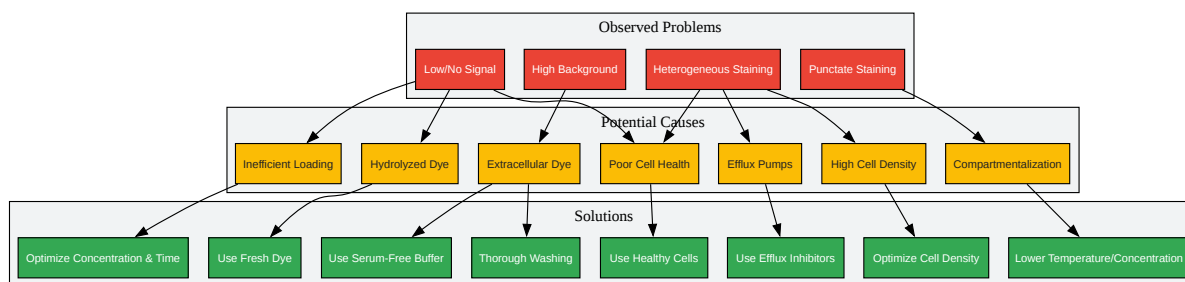 Observed Problems
Low/No Signal
High Background
Heterogeneous Staining
Punctate Staining
Potential Causes
Inefficient Loading
Hydrolyzed Dye
Extracellular Dye
Poor Cell Health
Efflux Pumps
High Cell Density
Compartmentalization
Solutions
Optimize Concentration & Time
Use Fresh Dye
Use Serum-Free Buffer
Thorough Washing
Use Healthy Cells
Use Efflux Inhibitors
Optimize Cell Density
Lower Temperature/Concentration